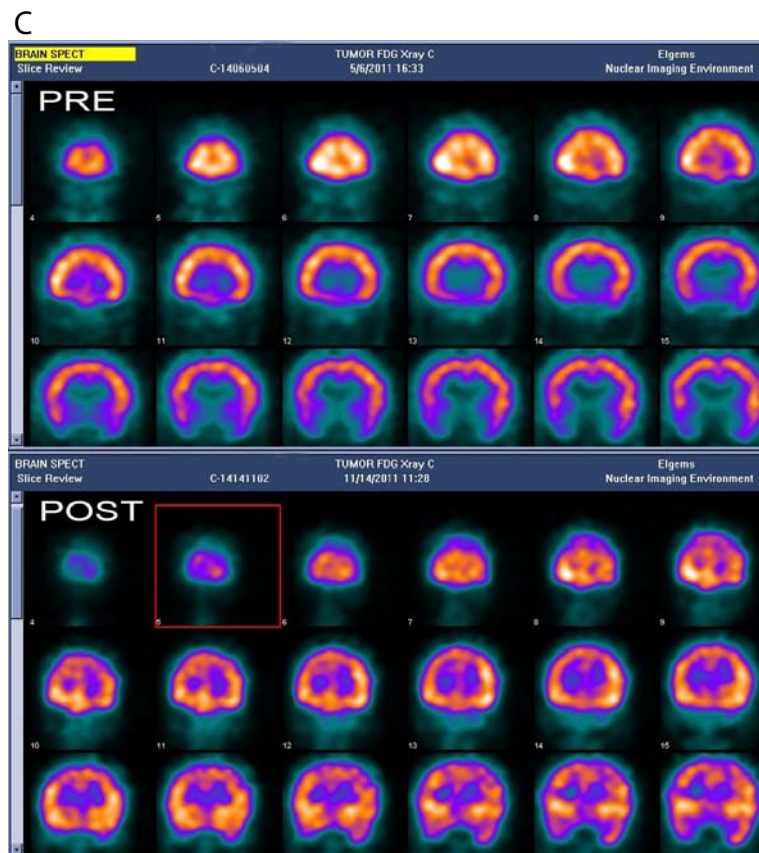 C
BRAIN SPECT TUMOR FDG Xray C Elgems
Slice Review C-14060504 5/6/2011 16:33 Nuclear Imaging Environment
PRE
4 5 6 7 8 9
10 11 12 13 14 15
BRAIN SPECT TUMOR FDG Xray C Elgems
Slice Review C-14141102 11/14/2011 11:28 Nuclear Imaging Environment
POST
4 5 6 7 8 9
10 11 12 13 14 15